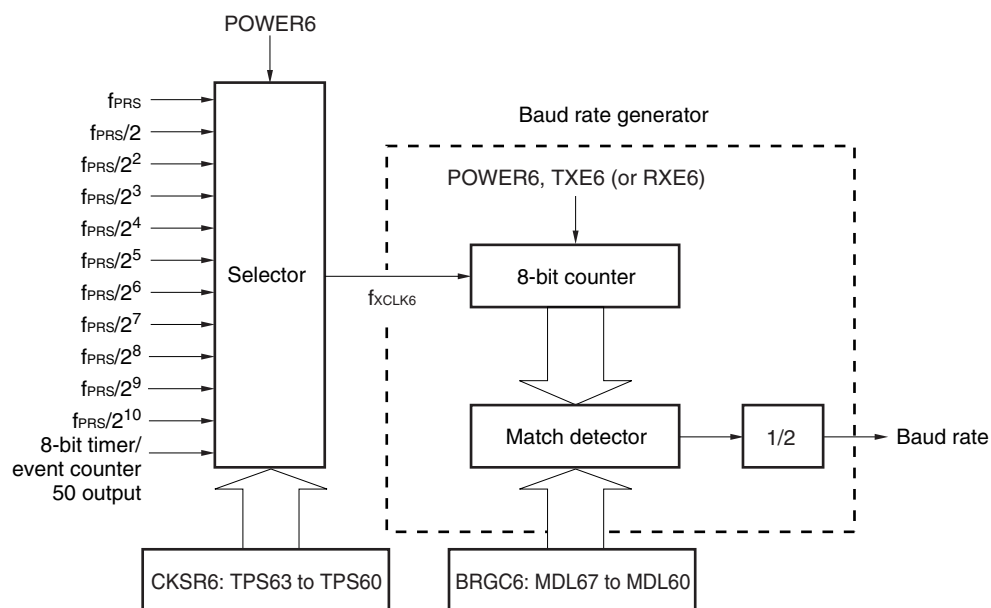 POWER6
fPRS
fPRS/2
fPRS/2²
fPRS/2³
fPRS/2⁴
fPRS/2⁵
fPRS/2⁶
fPRS/2⁷
fPRS/2⁸
fPRS/2⁹
fPRS/2¹⁰
8-bit timer/
event counter
50 output
Selector
fXCLK6
Baud rate generator
POWER6, TXE6 (or RXE6)
8-bit counter
Match detector
1/2
Baud rate
CKSR6: TPS63 to TPS60
BRGC6: MDL67 to MDL60